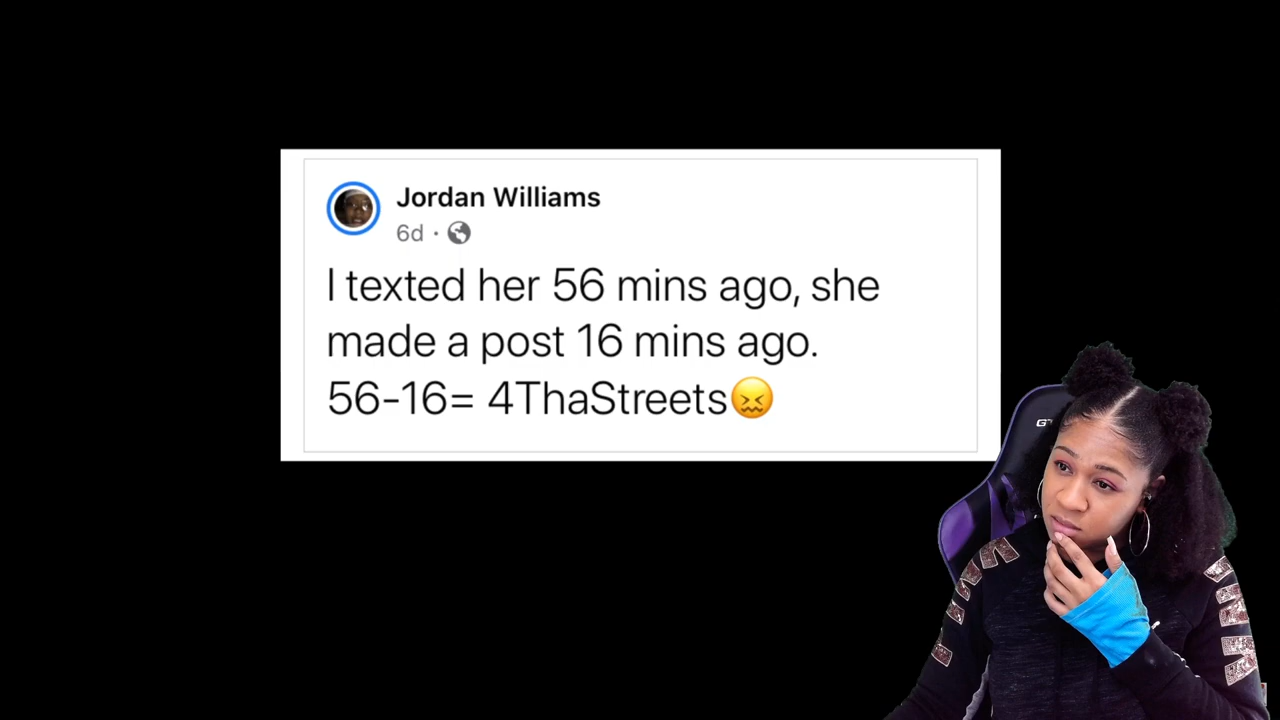 Jordan Williams
6d ·
I texted her 56 mins ago, she
made a post 16 mins ago.
56-16= 4ThaStreets😖